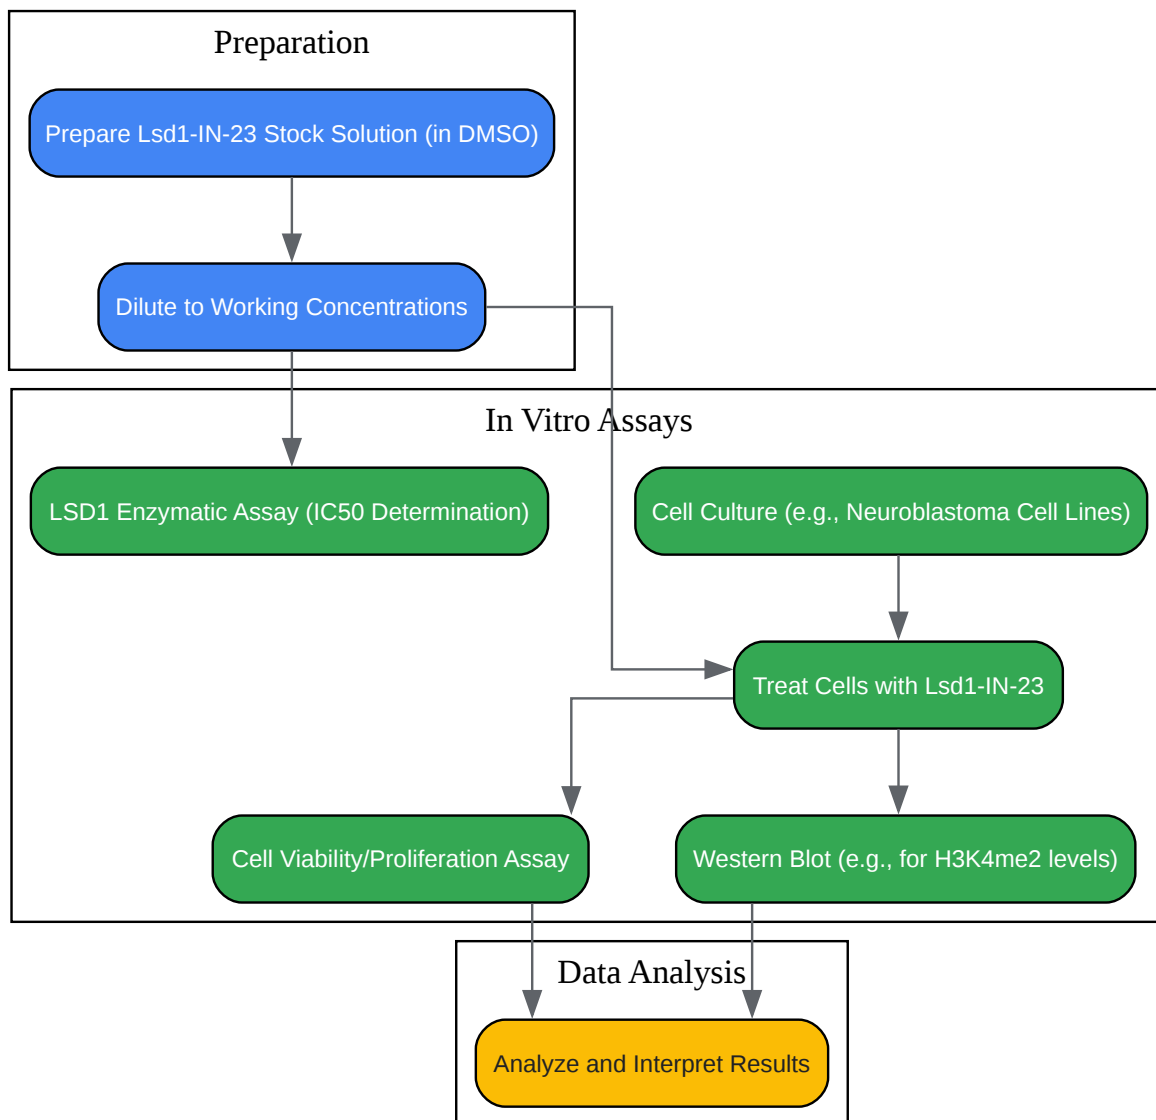 Preparation
Prepare Lsd1-IN-23 Stock Solution (in DMSO)
Dilute to Working Concentrations
In Vitro Assays
LSD1 Enzymatic Assay (IC50 Determination)
Cell Culture (e.g., Neuroblastoma Cell Lines)
Treat Cells with Lsd1-IN-23
Cell Viability/Proliferation Assay
Western Blot (e.g., for H3K4me2 levels)
Data Analysis
Analyze and Interpret Results